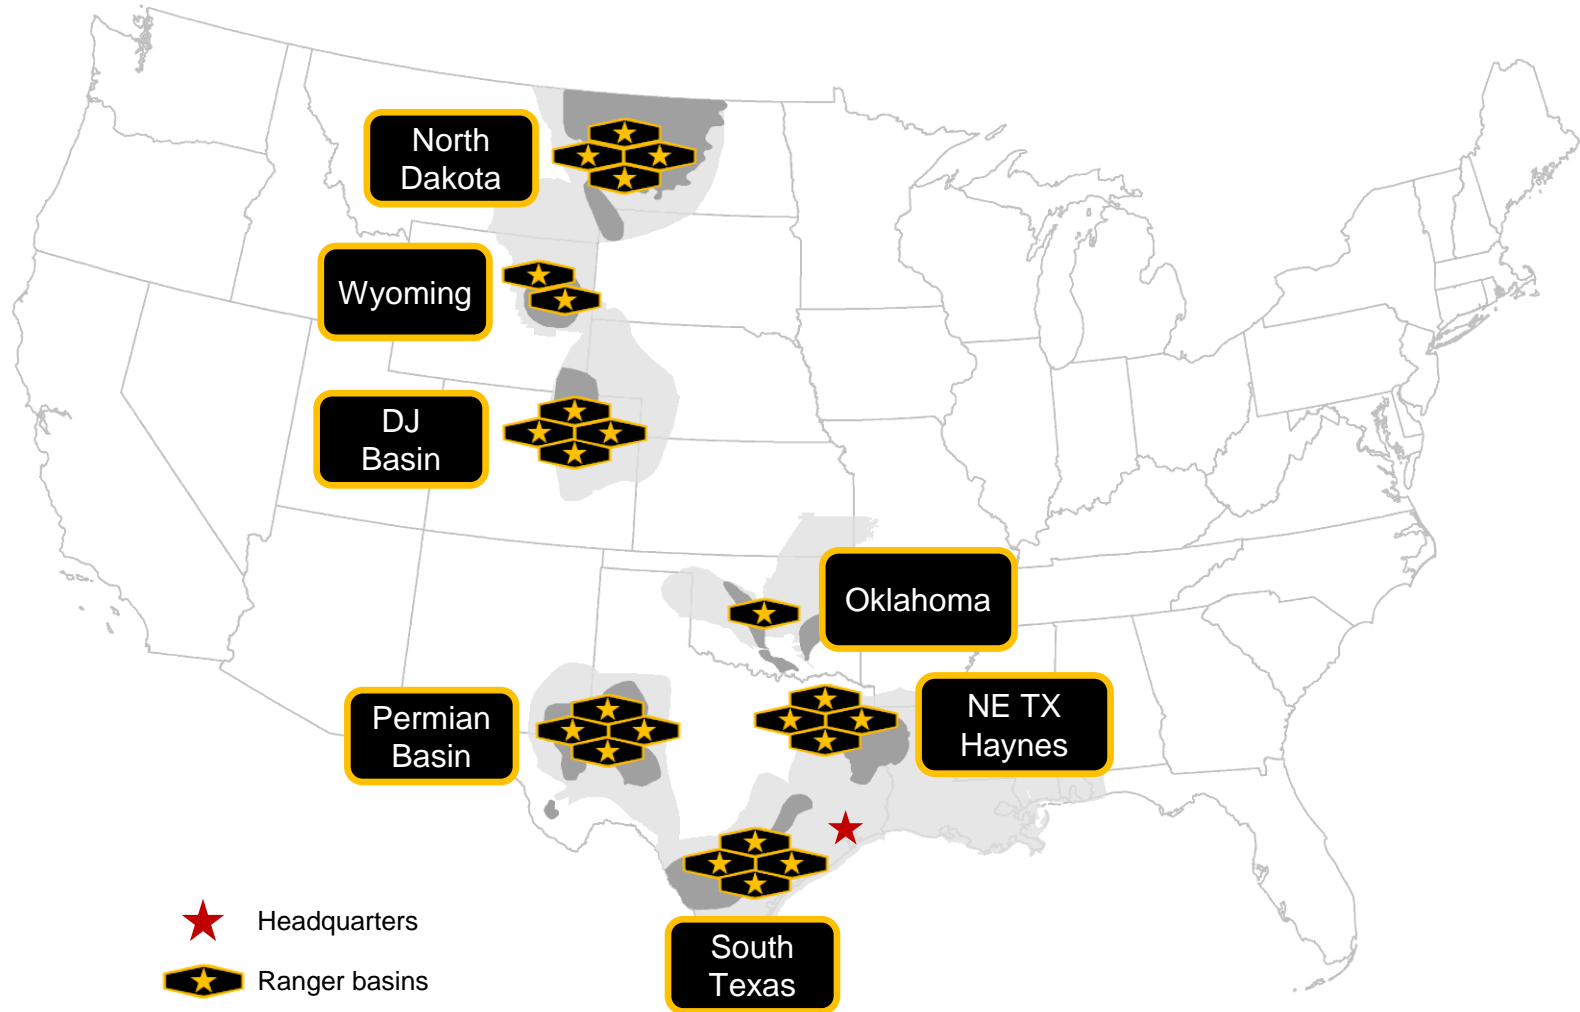 North
Dakota
Wyoming
DJ
Basin
Oklahoma
Permian
Basin
NE TX
Haynes
South
Texas
Headquarters
Ranger basins